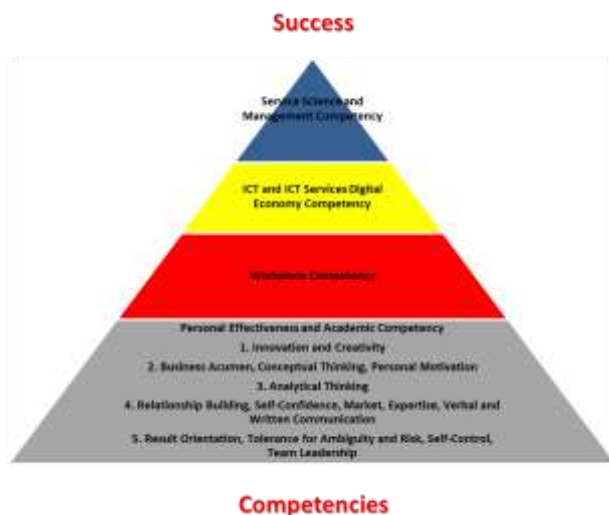 Success
Service Science and
Management Competency
ICT and ICT Services Digital
Economy Competency
Workplace Competency
Personal Effectiveness and Academic Competency
1. Innovation and Creativity
2. Business Acumen, Conceptual Thinking, Personal Motivation
3. Analytical Thinking
4. Relationship Building, Self-Confidence, Market, Expertise, Verbal and
Written Communication
5. Result Orientation, Tolerance for Ambiguity and Risk, Self-Control,
Team Leadership
Competencies